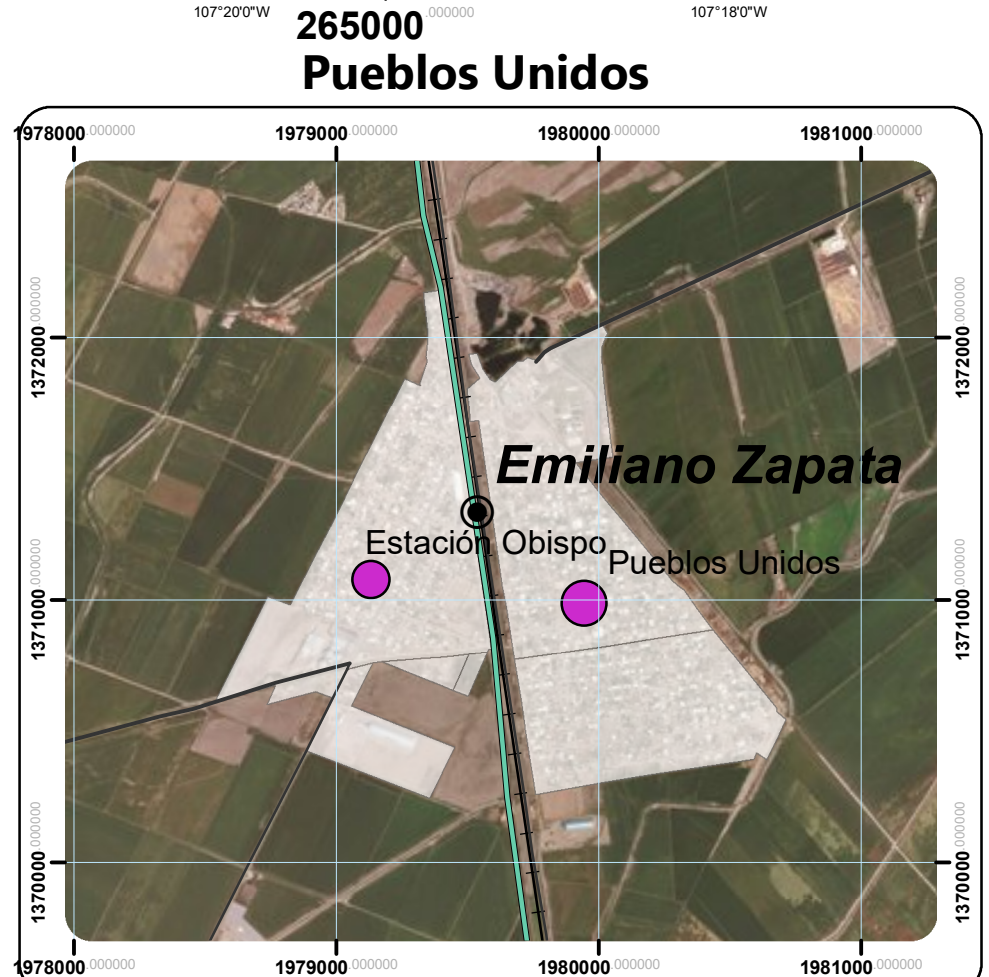 107°20'0"W .000000 107°18'0"W
265000
Pueblos Unidos
1978000.000000 1979000.000000 1980000.000000 1981000.000000
1372000.000000 1372000.000000
Emiliano Zapata
Estación Obispo
Pueblos Unidos
1371000.000000 1371000.000000
1370000.000000 1370000.000000
1978000.000000 1979000.000000 1980000.000000 1981000.000000